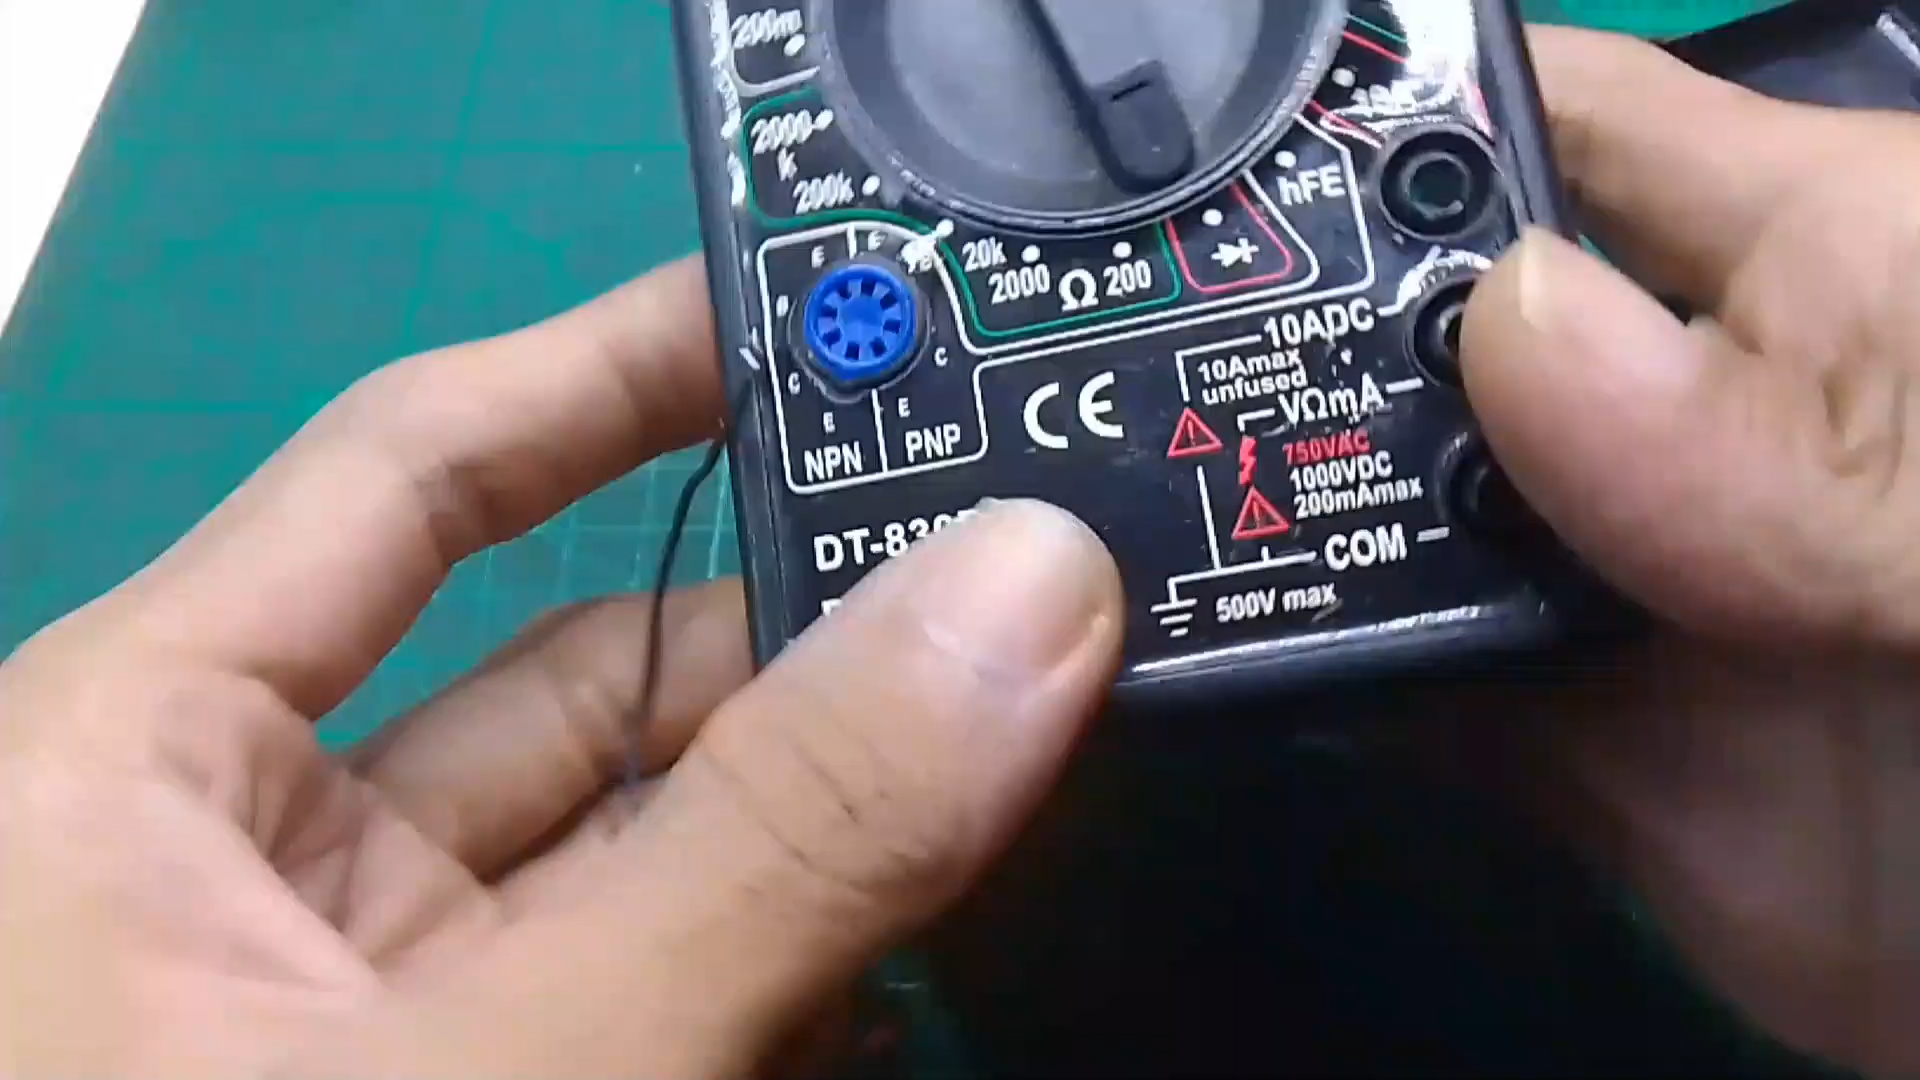 200m
2000
k
200k
hFE
20k
2000 Ω 200
E E
B
C
C
E E
NPN PNP
CE
10ADC
10Amax
unfused
VΩmA
750VAC
1000VDC
200mAmax
COM
500V max